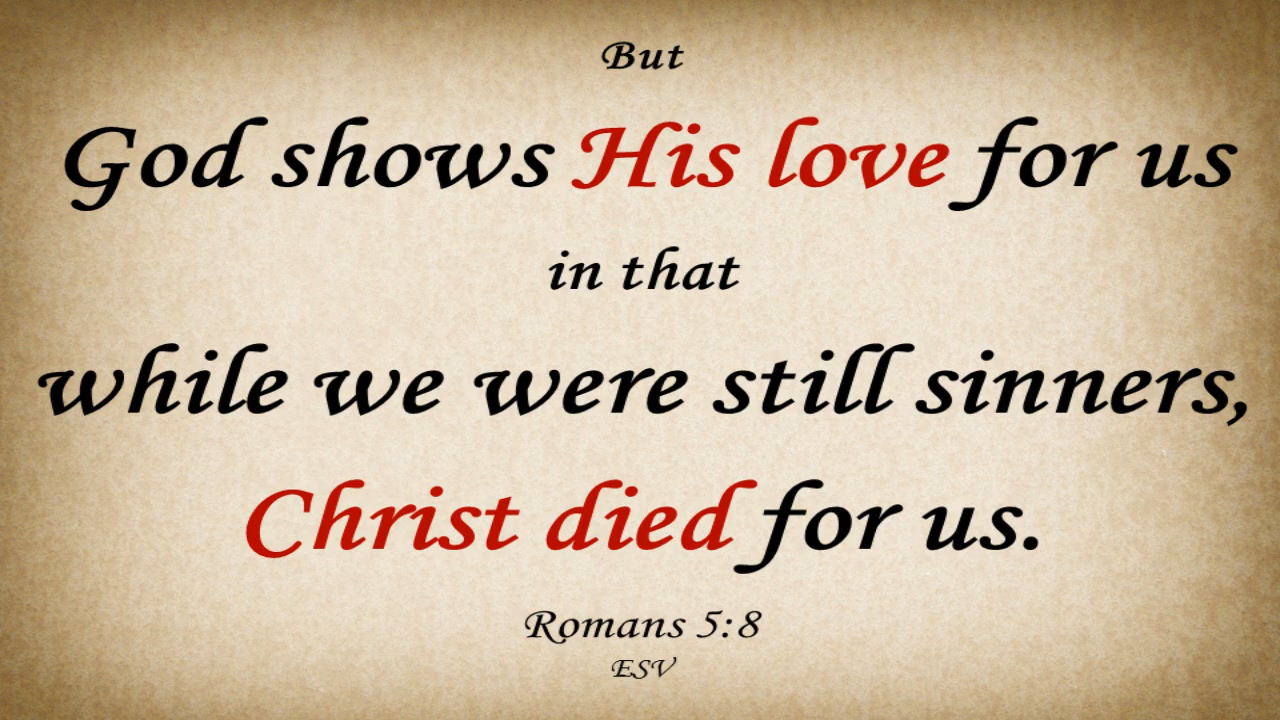 But
God shows His love for us
in that
while we were still sinners,
Christ died for us.
Romans 5:8
ESV